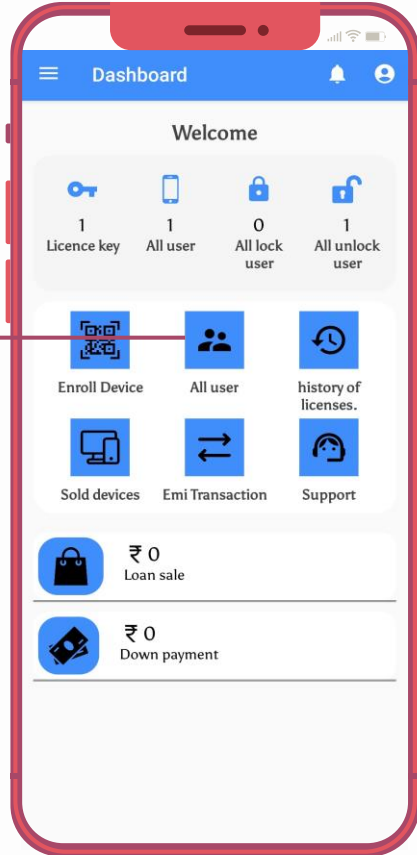 Dashboard
Welcome
1
Licence key
1
All user
0
All lock
user
1
All unlock
user
Enroll Device
All user
history of
licenses.
Sold devices
Emi Transaction
Support
₹ 0
Loan sale
₹ 0
Down payment